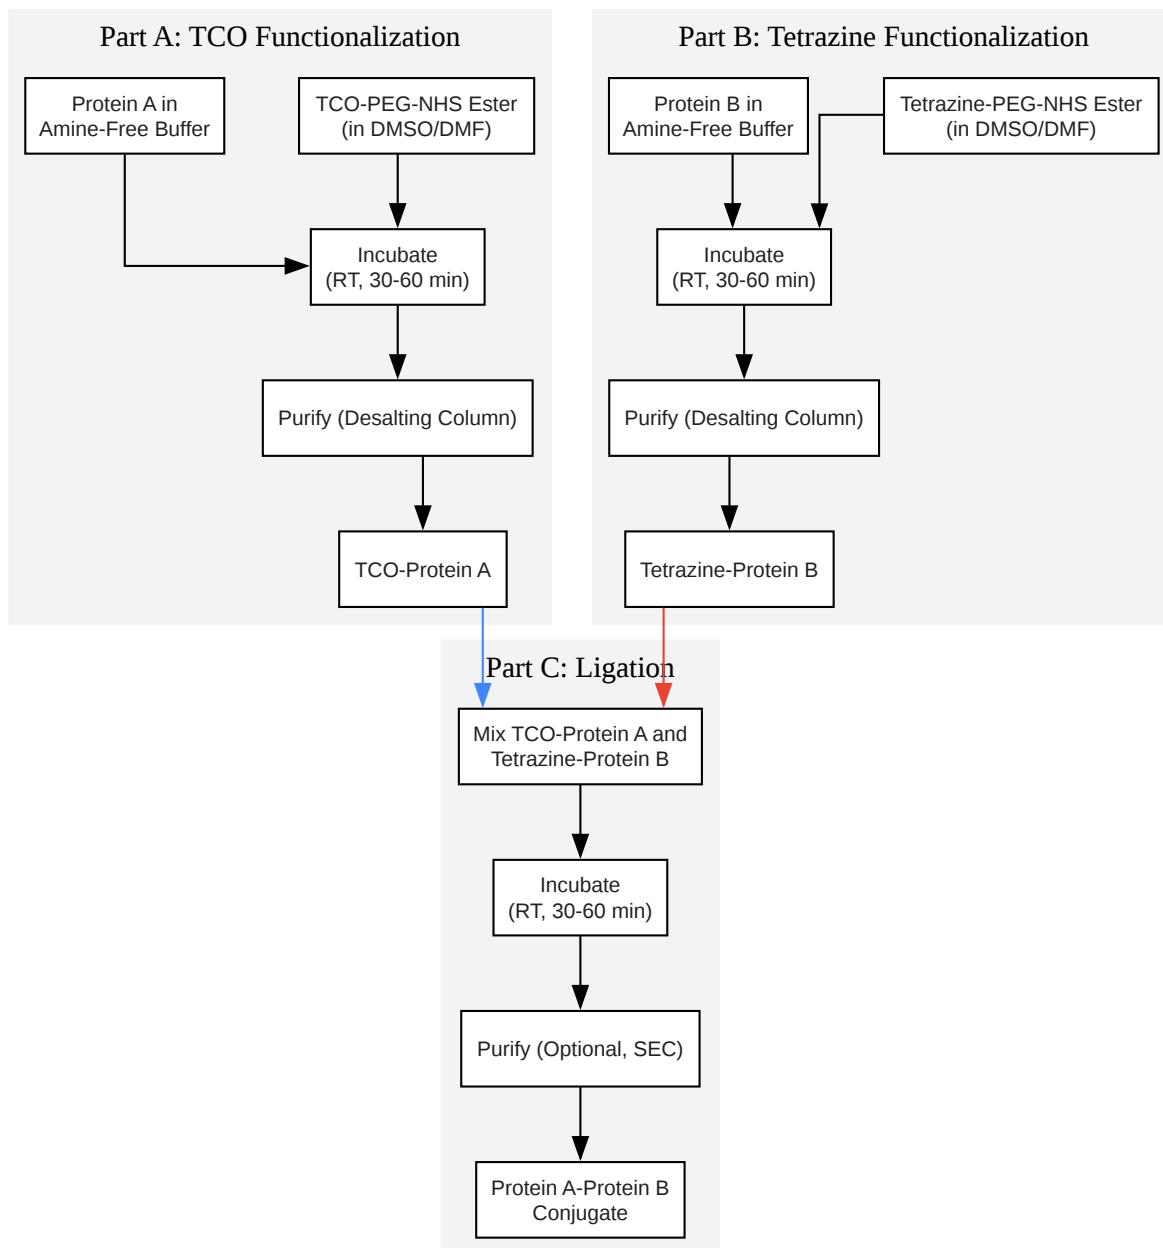 Part A: TCO Functionalization
Protein A in
Amine-Free Buffer
TCO-PEG-NHS Ester
(in DMSO/DMF)
Incubate
(RT, 30-60 min)
Purify (Desalting Column)
TCO-Protein A
Part B: Tetrazine Functionalization
Protein B in
Amine-Free Buffer
Tetrazine-PEG-NHS Ester
(in DMSO/DMF)
Incubate
(RT, 30-60 min)
Purify (Desalting Column)
Tetrazine-Protein B
Part C: Ligation
Mix TCO-Protein A and
Tetrazine-Protein B
Incubate
(RT, 30-60 min)
Purify (Optional, SEC)
Protein A-Protein B
Conjugate